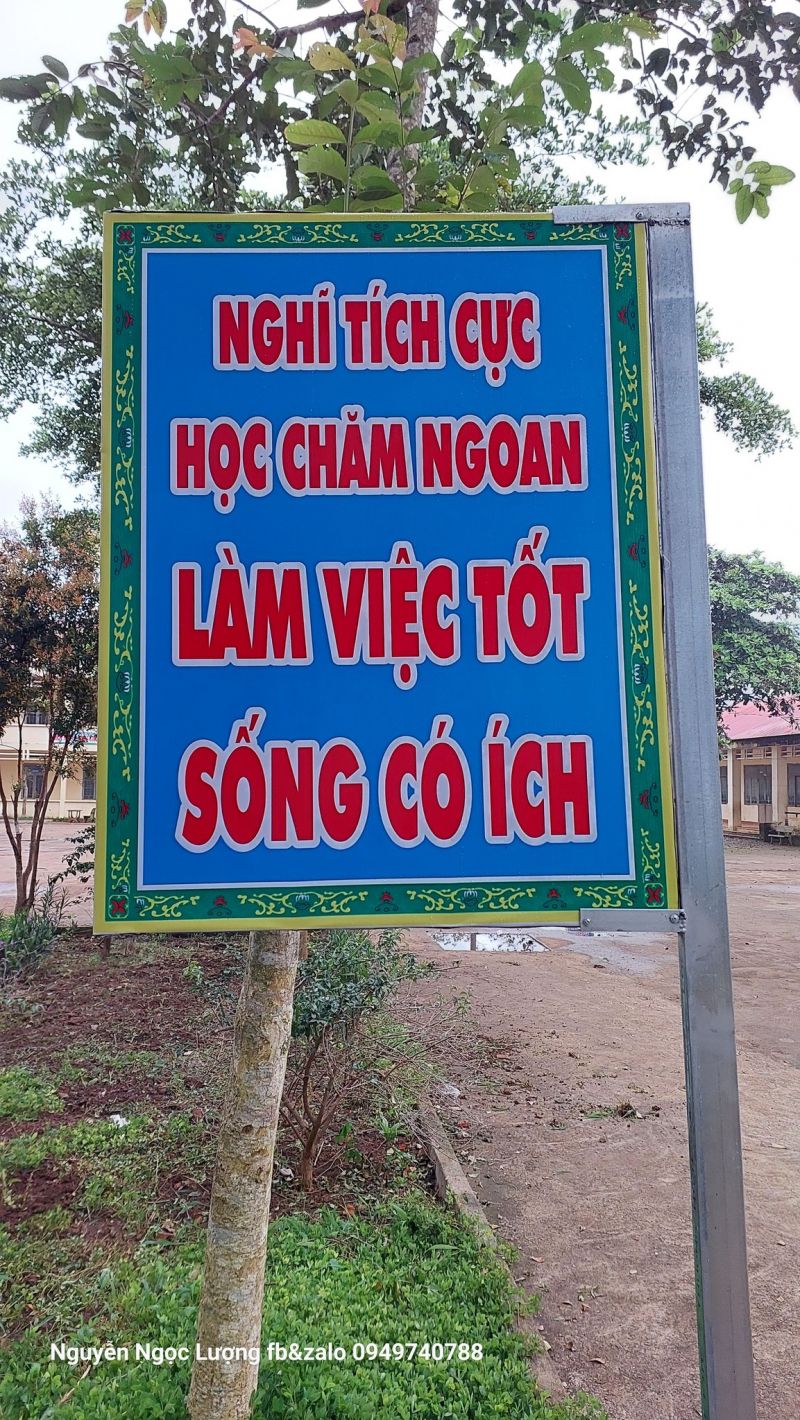 NGHĨ TÍCH CỰC
HỌC CHĂM NGOAN
LÀM VIỆC TỐT
SỐNG CÓ ÍCH
Nguyễn Ngọc Lượng fb&zalo 0949740788